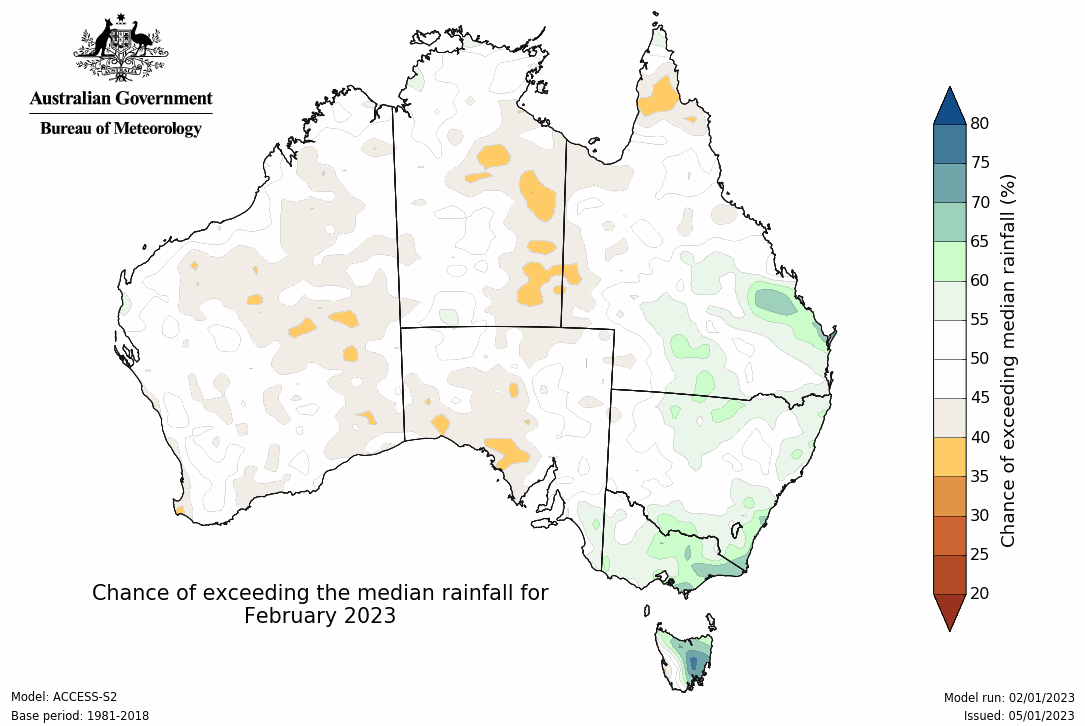 AUSTRALIA
Australian Government
Bureau of Meteorology
80
75
70
65
60
55
50
45
40
35
30
25
20
Chance of exceeding median rainfall (%)
Chance of exceeding the median rainfall for
February 2023
Model: ACCESS-S2
Base period: 1981-2018
Model run: 02/01/2023
Issued: 05/01/2023